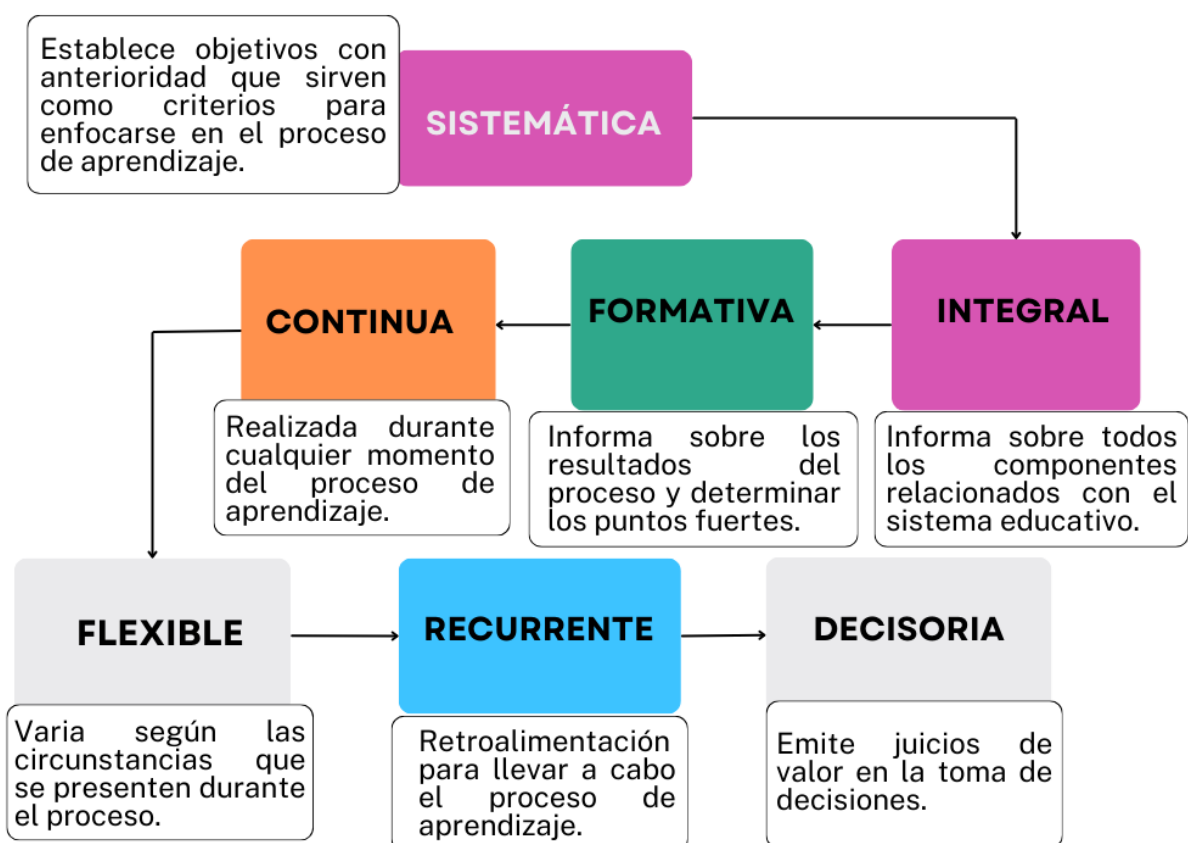 Establece objetivos con
anterioridad que sirven
como criterios para
enfocarse en el proceso
de aprendizaje.
SISTEMÁTICA
INTEGRAL
Informa sobre todos
los componentes
relacionados con el
sistema educativo.
FORMATIVA
Informa sobre los
resultados del
proceso y determinar
los puntos fuertes.
CONTINUA
Realizada durante
cualquier momento
del proceso de
aprendizaje.
FLEXIBLE
Varia según las
circunstancias que
se presenten durante
el proceso.
RECURRENTE
Retroalimentación
para llevar a cabo
el proceso de
aprendizaje.
DECISORIA
Emite juicios de
valor en la toma de
decisiones.